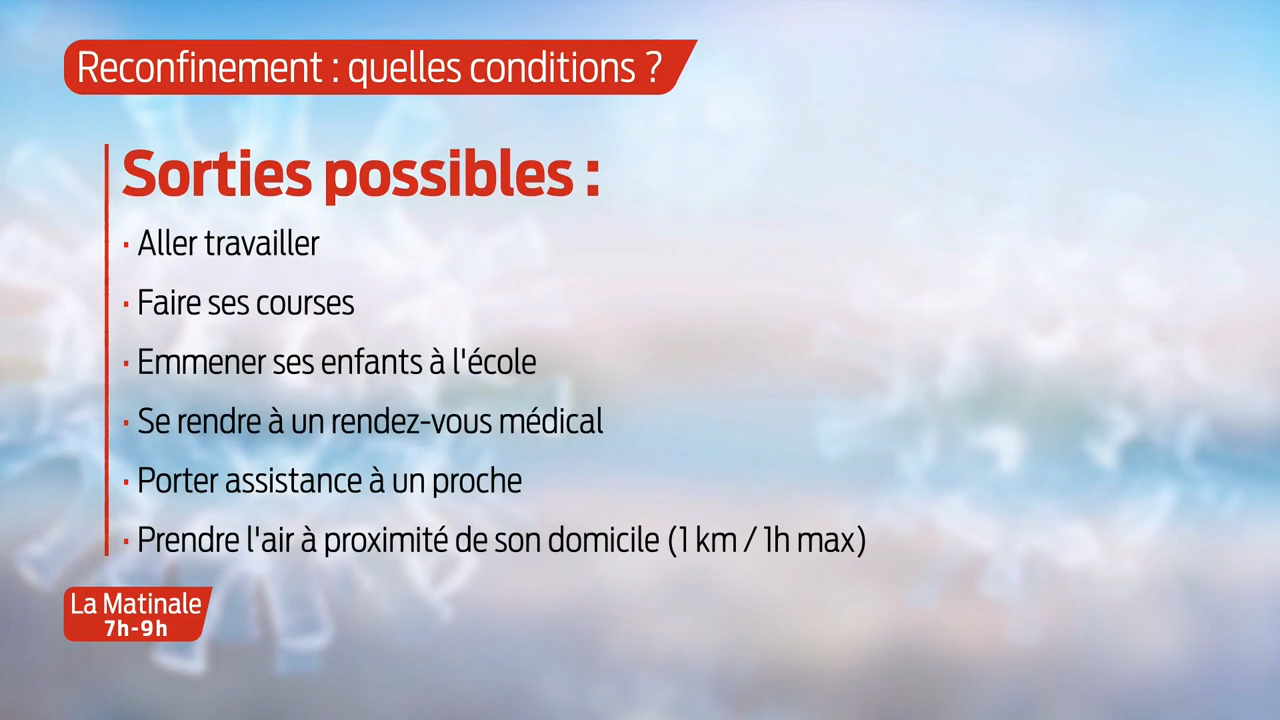 Reconfinement : quelles conditions ?
Sorties possibles :
· Aller travailler
· Faire ses courses
· Emmener ses enfants à l'école
· Se rendre à un rendez-vous médical
· Porter assistance à un proche
· Prendre l'air à proximité de son domicile (1 km / 1h max)
La Matinale
7h-9h